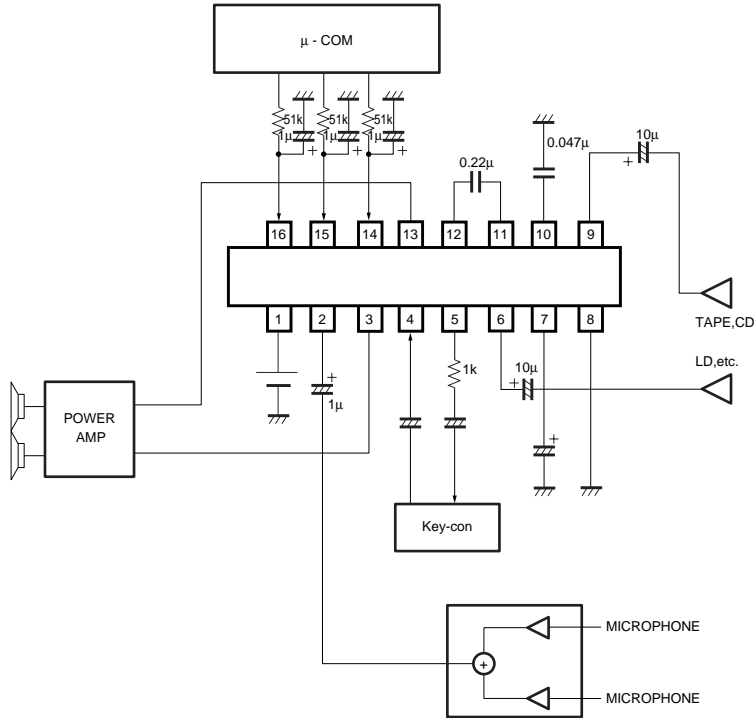 μ - COM
51k 51k 51k
1μ 1μ 1μ
+ + +
10μ
+
0.047μ
0.22μ
16 15 14 13 12 11 10 9
TAPE,CD
1 2 3 4 5 6 7 8
LD,etc.
10μ
+
1k
+
1μ
+
POWER
AMP
Key-con
MICROPHONE
+
MICROPHONE